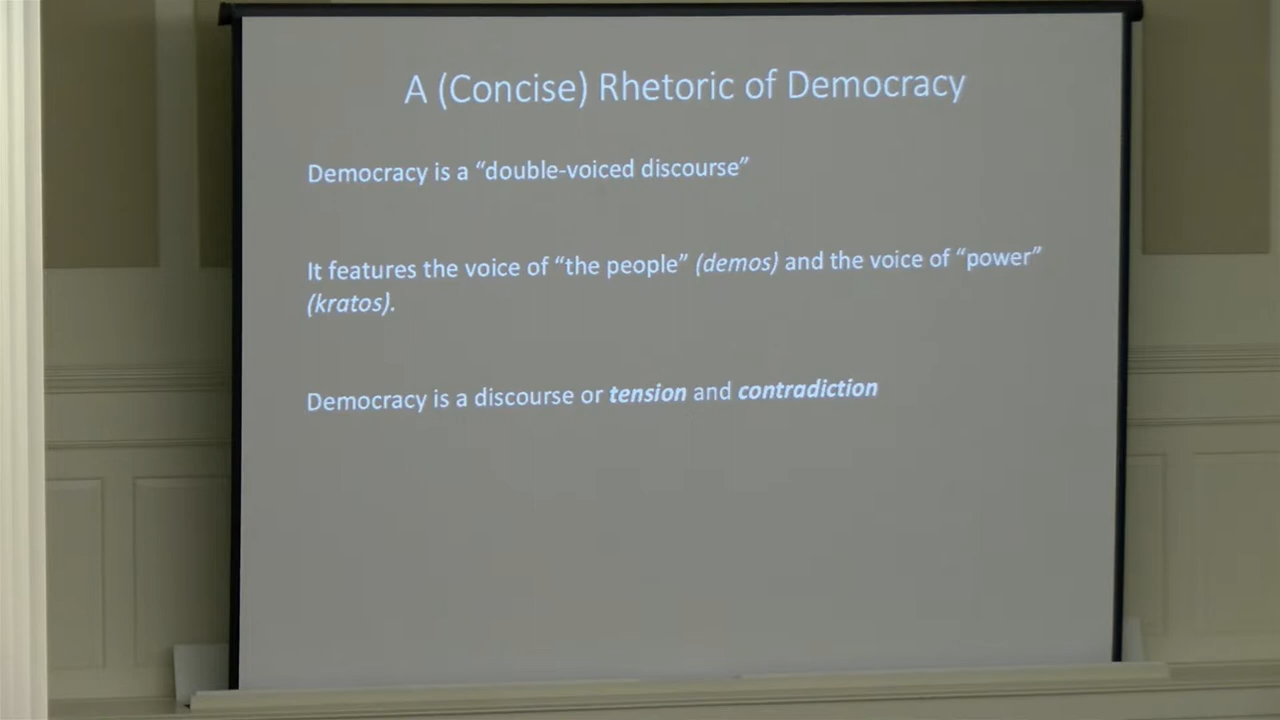 A (Concise) Rhetoric of Democracy
Democracy is a “double-voiced discourse”
It features the voice of “the people” (demos) and the voice of “power”
(kratos).
Democracy is a discourse or tension and contradiction